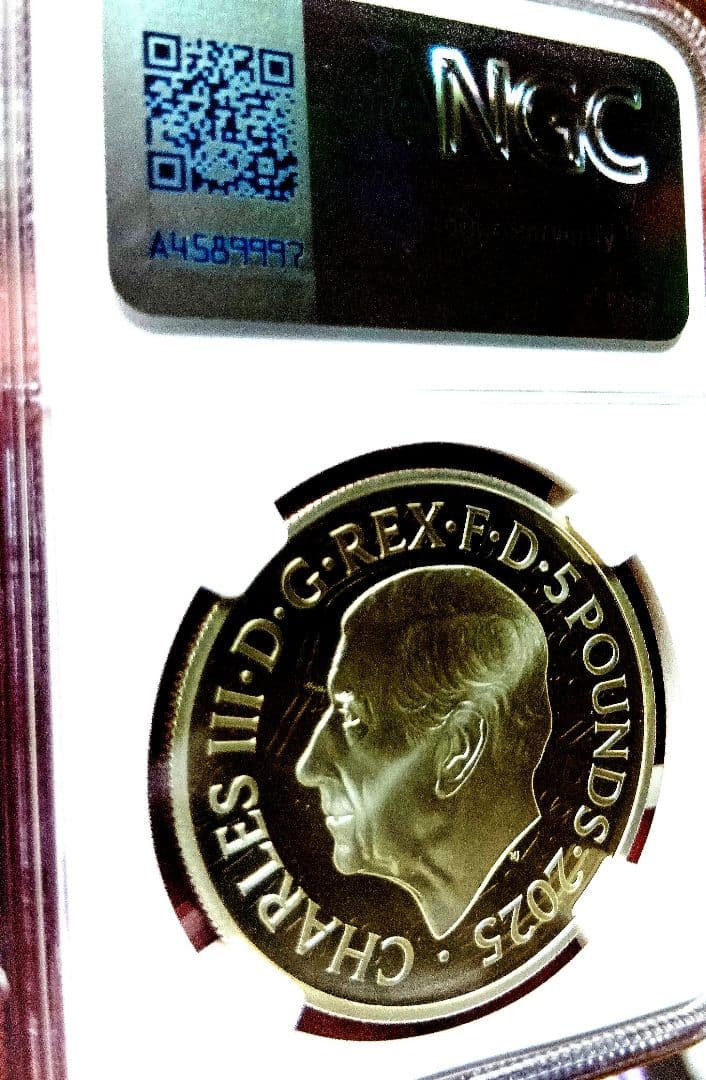 NGC
A4589997
CHARLES III · D · G · REX · F · D · 5 POUNDS · 2025 ·